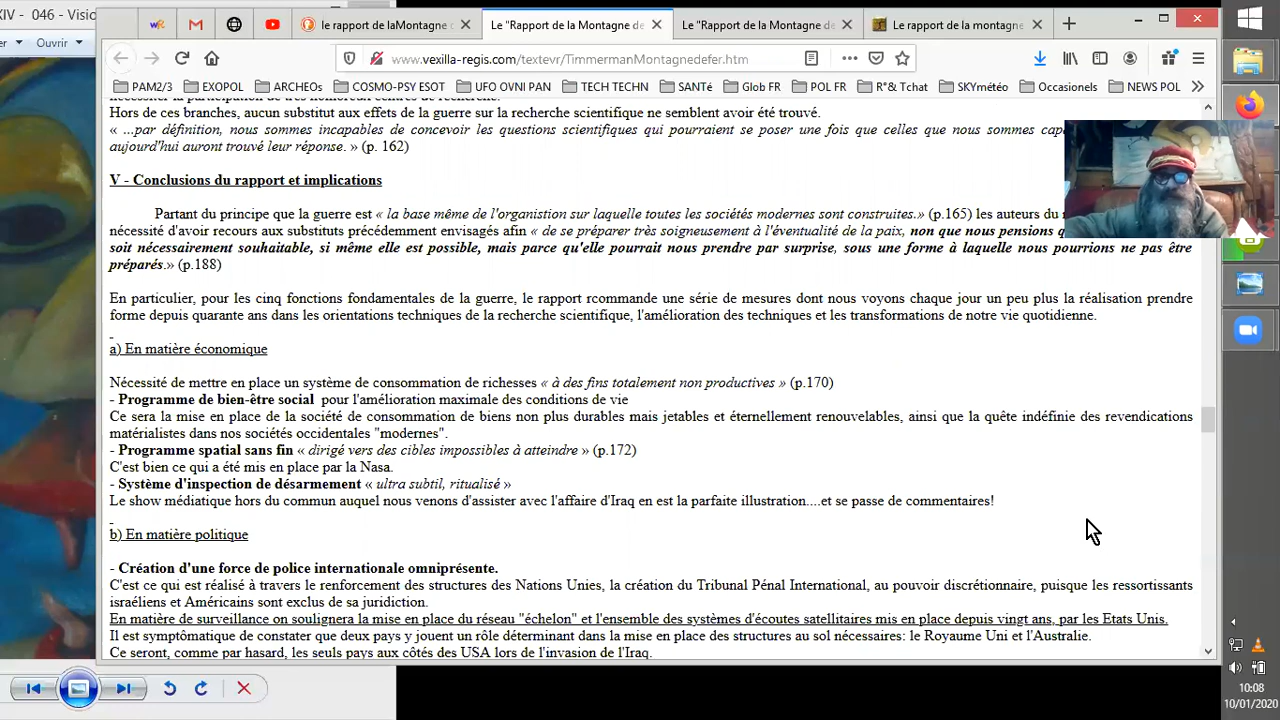 XIV - 046 - Visio
Ouvrir
le rapport de laMontagne d
Le "Rapport de la Montagne de
Le "Rapport de la Montagne de
Le rapport de la montagne
www.vexilla-regis.com/textevr/TimmermanMontagnedefer.htm
PAM2/3 EXOPOL ARCHEOs COSMO-PSY ESOT UFO OVNI PAN TECH TECHN SANTé Glob FR POL FR R°& Tchat SKYmétéo Occasionels NEWS POL
nécessiter la participation de très nombreux centres de recherche.
Hors de ces branches, aucun substitut aux effets de la guerre sur la recherche scientifique ne semblent avoir été trouvé.
« ...par définition, nous sommes incapables de concevoir les questions scientifiques qui pourraient se poser une fois que celles que nous sommes
aujourd'hui auront trouvé leur réponse. » (p. 162)
V - Conclusions du rapport et implications
Partant du principe que la guerre est « la base même de l'organistion sur laquelle toutes les sociétés modernes sont construites.» (p.165) les auteurs du
nécessité d'avoir recours aux substituts précédemment envisagés afin « de se préparer très soigneusement à l'éventualité de la paix, non que nous pensions
soit nécessairement souhaitable, si même elle est possible, mais parce qu'elle pourrait nous prendre par surprise, sous une forme à laquelle nous pourrions ne pas être
préparés.» (p.188)
En particulier, pour les cinq fonctions fondamentales de la guerre, le rapport rcommande une série de mesures dont nous voyons chaque jour un peu plus la réalisation prendre
forme depuis quarante ans dans les orientations techniques de la recherche scientifique, l'amélioration des techniques et les transformations de notre vie quotidienne.
a) En matière économique
Nécessité de mettre en place un système de consommation de richesses « à des fins totalement non productives » (p.170)
- Programme de bien-être social pour l'amélioration maximale des conditions de vie
Ce sera la mise en place de la société de consommation de biens non plus durables mais jetables et éternellement renouvelables, ainsi que la quête indéfinie des revendications
matérialistes dans nos sociétés occidentales "modernes".
- Programme spatial sans fin « dirigé vers des cibles impossibles à atteindre » (p.172)
C'est bien ce qui a été mis en place par la Nasa.
- Système d'inspection de désarmement « ultra subtil, ritualisé »
Le show médiatique hors du commun auquel nous venons d'assister avec l'affaire d'Iraq en est la parfaite illustration....et se passe de commentaires!
b) En matière politique
- Création d'une force de police internationale omniprésente.
C'est ce qui est réalisé à travers le renforcement des structures des Nations Unies, la création du Tribunal Pénal International, au pouvoir discrétionnaire, puisque les ressortissants
israéliens et Américains sont exclus de sa juridiction.
En matière de surveillance on soulignera la mise en place du réseau "échelon" et l'ensemble des systèmes d'écoutes satellitaires mis en place depuis vingt ans, par les Etats Unis.
Il est symptômatique de constater que deux pays y jouent un rôle déterminant dans la mise en place des structures au sol nécessaires: le Royaume Uni et l'Australie.
Ce seront, comme par hasard, les seuls pays aux côtés des USA lors de l'invasion de l'Iraq.
10:08
10/01/2020